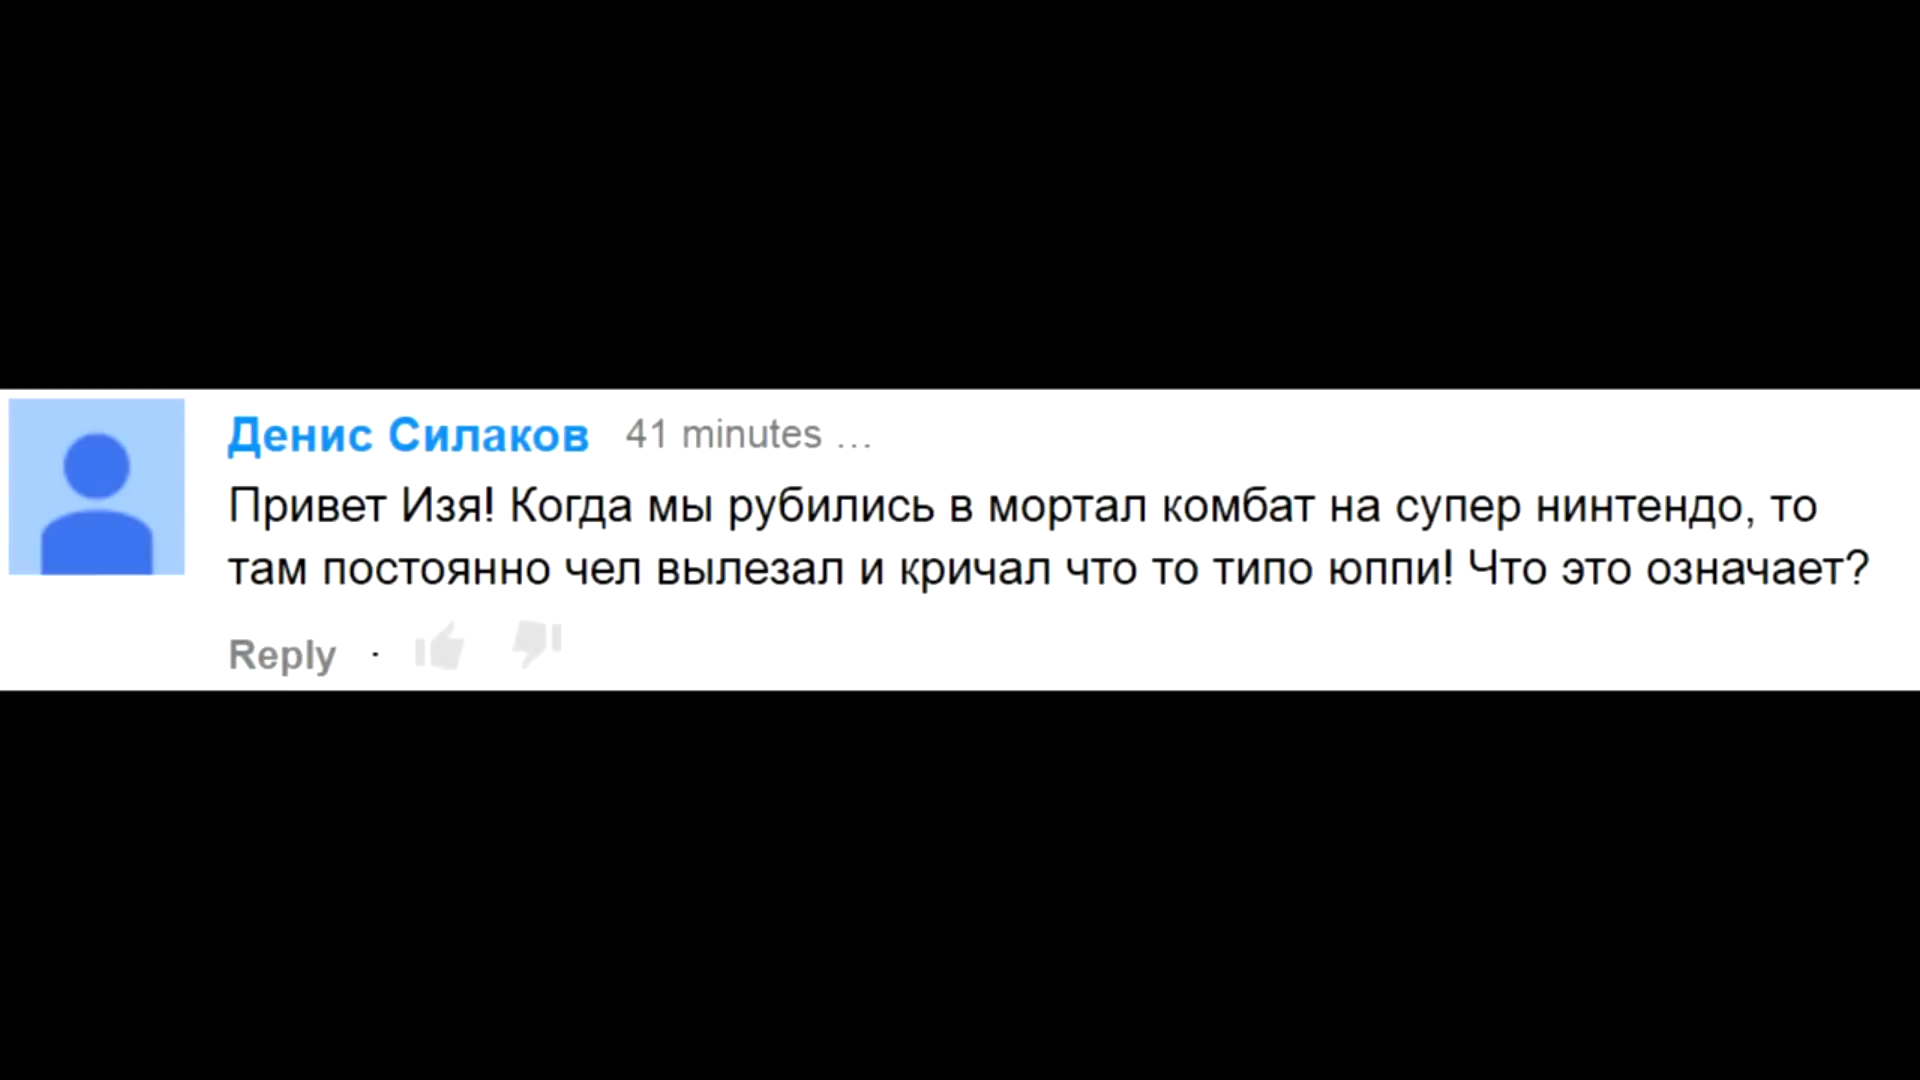 Денис Силаков 41 minutes ...
Привет Изя! Когда мы рубились в мортал комбат на супер нинтендо, то
там постоянно чел вылезал и кричал что то типо юппи! Что это означает?
Reply ·